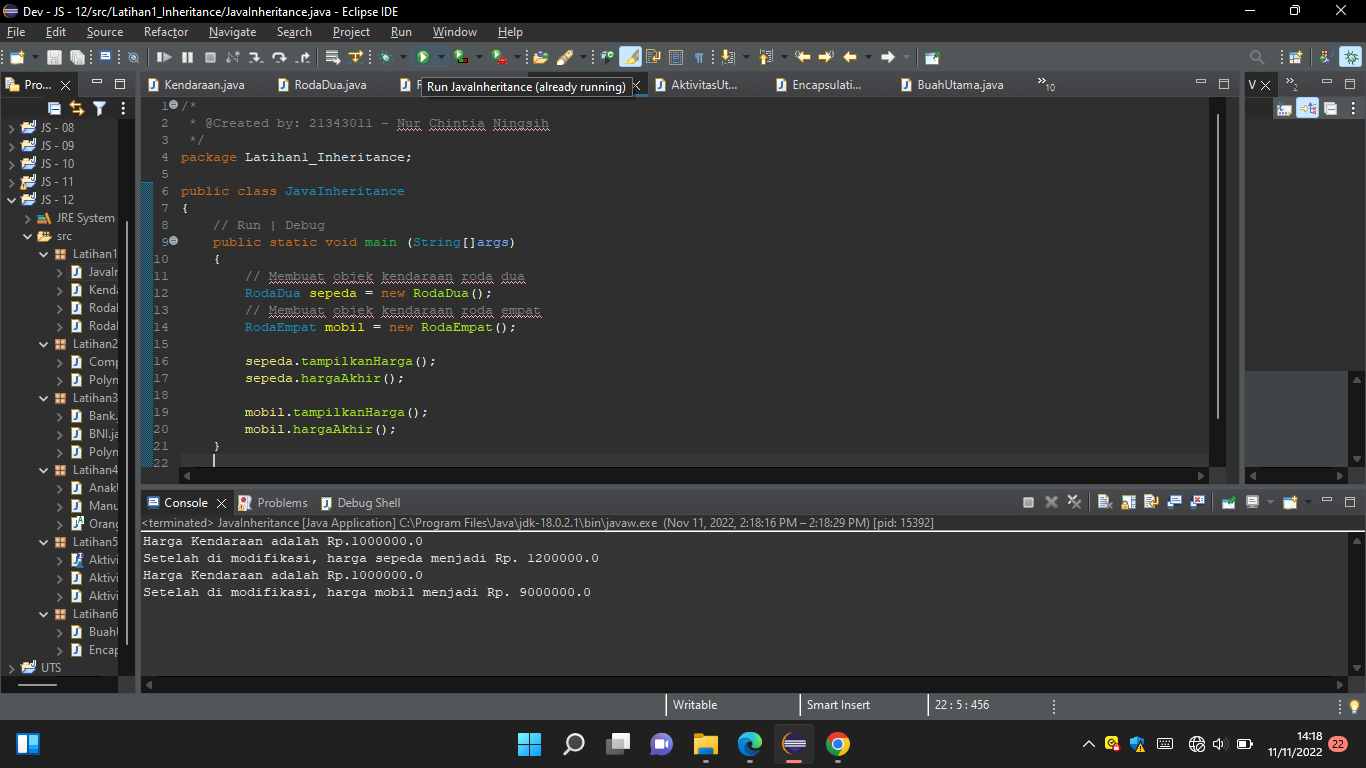 Dev - JS - 12/src/Latihan1_Inheritance/JavaInheritance.java - Eclipse IDE
File Edit Source Refactor Navigate Search Project Run Window Help
Pro...
Kendaraan.java RodaDua.java R
Run JavaInheritance (already running)
AktivitasUt... Encapsulati... BuahUtama.java »10
V »2
JS - 08
JS - 09
JS - 10
JS - 11
JS - 12
JRE System
src
Latihan1
JavaIn
Kenda
Roda
Roda
Latihan2
Comp
Polyn
Latihan3
Bank.
BNI.ja
Polyn
Latihan4
Anak
Manu
Orang
Latihan5
Aktivi
Aktivi
Aktivi
Latihan6
Buah
Encap
UTS
1 /*
2 * @Created by: 21343011 - Nur Chintia Ningsih
3 */
4 package Latihan1_Inheritance;
5
6 public class JavaInheritance
7 {
8 // Run | Debug
9 public static void main (String[]args)
10 {
11 // Membuat objek kendaraan roda dua
12 RodaDua sepeda = new RodaDua();
13 // Membuat objek kendaraan roda empat
14 RodaEmpat mobil = new RodaEmpat();
15
16 sepeda.tampilkanHarga();
17 sepeda.hargaAkhir();
18
19 mobil.tampilkanHarga();
20 mobil.hargaAkhir();
21 }
22
Console Problems Debug Shell
<terminated> JavaInheritance [Java Application] C:\Program Files\Java\jdk-18.0.2.1\bin\javaw.exe (Nov 11, 2022, 2:18:16 PM – 2:18:29 PM) [pid: 15392]
Harga Kendaraan adalah Rp.1000000.0
Setelah di modifikasi, harga sepeda menjadi Rp. 1200000.0
Harga Kendaraan adalah Rp.1000000.0
Setelah di modifikasi, harga mobil menjadi Rp. 9000000.0
Writable Smart Insert 22 : 5 : 456
14:18
11/11/2022 22